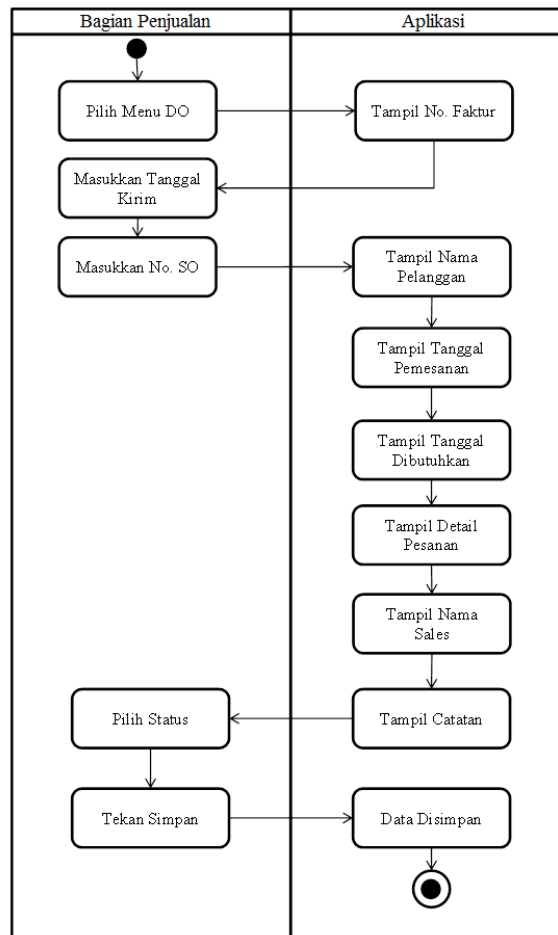 Bagian Penjualan
Aplikasi
Pilih Menu DO
Tampil No. Faktur
Masukkan Tanggal
Kirim
Masukkan No. SO
Tampil Nama
Pelanggan
Tampil Tanggal
Pemesanan
Tampil Tanggal
Dibutuhkan
Tampil Detail
Pesanan
Tampil Nama
Sales
Pilih Status
Tampil Catatan
Tekan Simpan
Data Disimpan